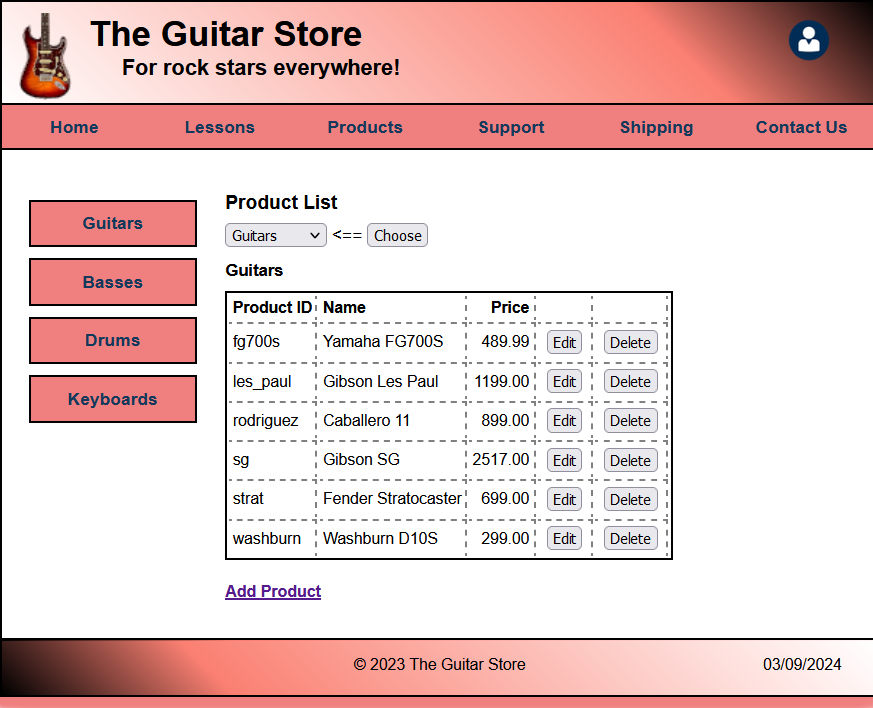 The Guitar Store
For rock stars everywhere!
Home Lessons Products Support Shipping Contact Us
Guitars
Basses
Drums
Keyboards
Product List
Guitars <== Choose
Guitars
Product ID Name Price
fg700s Yamaha FG700S 489.99 Edit Delete
les_paul Gibson Les Paul 1199.00 Edit Delete
rodriguez Caballero 11 899.00 Edit Delete
sg Gibson SG 2517.00 Edit Delete
strat Fender Stratocaster 699.00 Edit Delete
washburn Washburn D10S 299.00 Edit Delete
Add Product
© 2023 The Guitar Store 03/09/2024